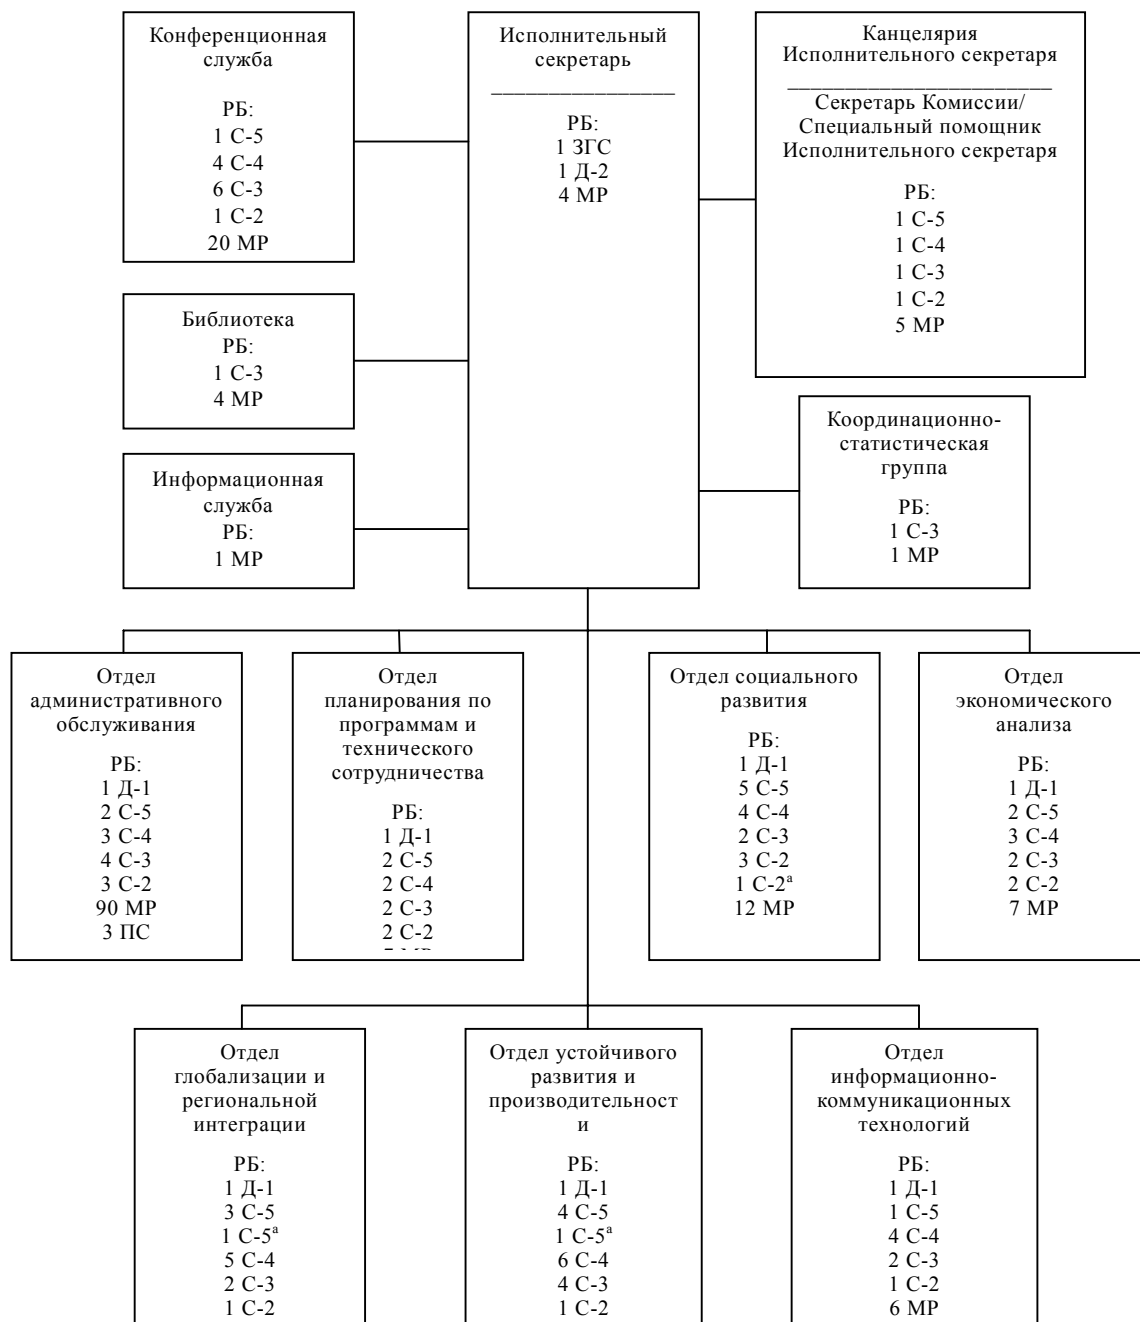 Конференционная
служба
РБ:
1 С-5
4 С-4
6 С-3
1 С-2
20 МР
Исполнительный
секретарь
________________
РБ:
1 ЗГС
1 Д-2
4 МР
Канцелярия
Исполнительного секретаря
_______________________
Секретарь Комиссии/
Специальный помощник
Исполнительного секретаря
РБ:
1 С-5
1 С-4
1 С-3
1 С-2
5 МР
Библиотека
РБ:
1 С-3
4 МР
Координационно-
статистическая
группа
РБ:
1 С-3
1 МР
Информационная
служба
РБ:
1 МР
Отдел
административного
обслуживания
РБ:
1 Д-1
2 С-5
3 С-4
4 С-3
3 С-2
90 МР
3 ПС
Отдел
планирования по
программам и
технического
сотрудничества
РБ:
1 Д-1
2 С-5
2 С-4
2 С-3
2 С-2
Отдел социального
развития
РБ:
1 Д-1
5 С-5
4 С-4
2 С-3
3 С-2
1 С-2ª
12 МР
Отдел
экономического
анализа
РБ:
1 Д-1
2 С-5
3 С-4
2 С-3
2 С-2
7 МР
Отдел
глобализации и
региональной
интеграции
РБ:
1 Д-1
3 С-5
1 С-5ª
5 С-4
2 С-3
1 С-2
Отдел устойчивого
развития и
производительност
и
РБ:
1 Д-1
4 С-5
1 С-5ª
6 С-4
4 С-3
1 С-2
Отдел
информационно-
коммуникационных
технологий
РБ:
1 Д-1
1 С-5
4 С-4
2 С-3
1 С-2
6 МР